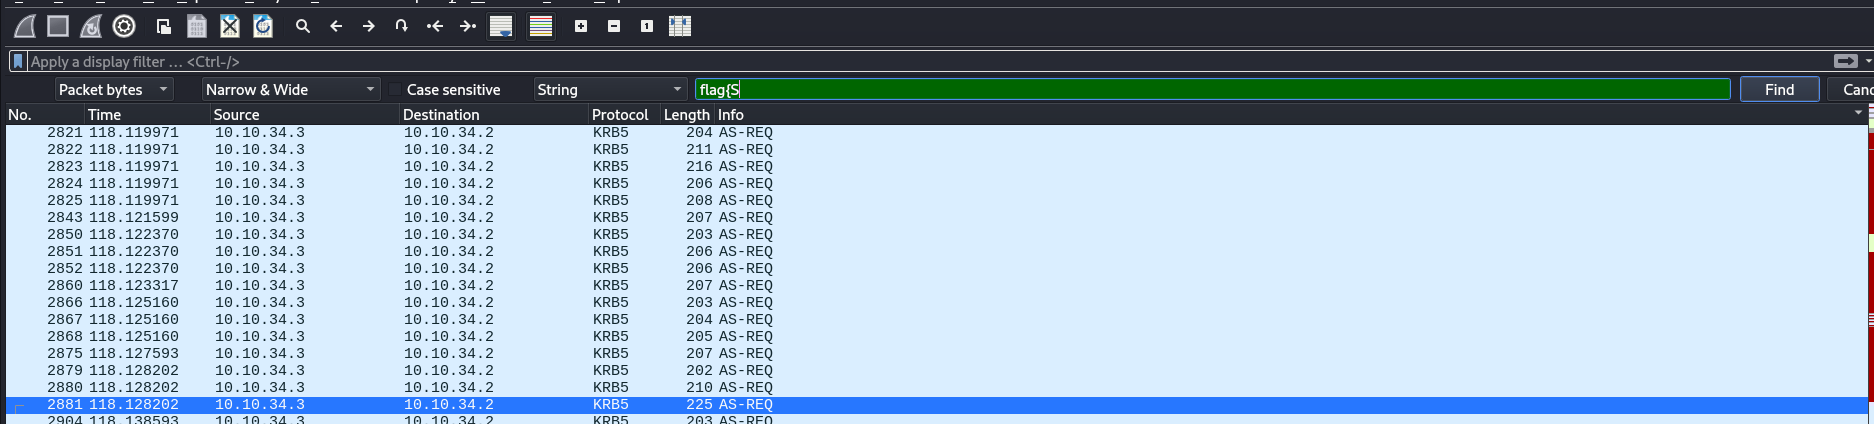 Apply a display filter ... <Ctrl-/>
Packet bytes Narrow & Wide Case sensitive String flag{S Find Canc
No. Time Source Destination Protocol Length Info
2821 118.119971 10.10.34.3 10.10.34.2 KRB5 204 AS-REQ
2822 118.119971 10.10.34.3 10.10.34.2 KRB5 211 AS-REQ
2823 118.119971 10.10.34.3 10.10.34.2 KRB5 216 AS-REQ
2824 118.119971 10.10.34.3 10.10.34.2 KRB5 206 AS-REQ
2825 118.119971 10.10.34.3 10.10.34.2 KRB5 208 AS-REQ
2843 118.121599 10.10.34.3 10.10.34.2 KRB5 207 AS-REQ
2850 118.122370 10.10.34.3 10.10.34.2 KRB5 203 AS-REQ
2851 118.122370 10.10.34.3 10.10.34.2 KRB5 206 AS-REQ
2852 118.122370 10.10.34.3 10.10.34.2 KRB5 206 AS-REQ
2860 118.123317 10.10.34.3 10.10.34.2 KRB5 207 AS-REQ
2866 118.125160 10.10.34.3 10.10.34.2 KRB5 203 AS-REQ
2867 118.125160 10.10.34.3 10.10.34.2 KRB5 204 AS-REQ
2868 118.125160 10.10.34.3 10.10.34.2 KRB5 205 AS-REQ
2875 118.127593 10.10.34.3 10.10.34.2 KRB5 207 AS-REQ
2879 118.128202 10.10.34.3 10.10.34.2 KRB5 202 AS-REQ
2880 118.128202 10.10.34.3 10.10.34.2 KRB5 210 AS-REQ
2881 118.128202 10.10.34.3 10.10.34.2 KRB5 225 AS-REQ
2904 118.138593 10.10.34.3 10.10.34.2 KRB5 203 AS-REQ